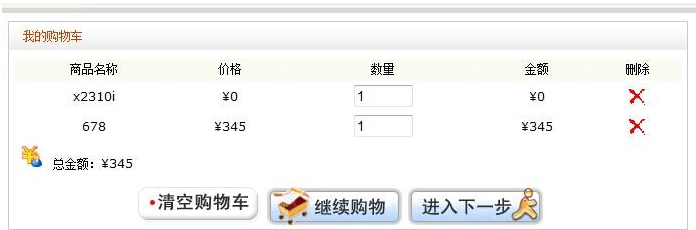 我的购物车
商品名称 价格 数量 金额 删除
x2310i ¥0 1 ¥0
678 ¥345 1 ¥345
总金额：¥345
•清空购物车 继续购物 进入下一步